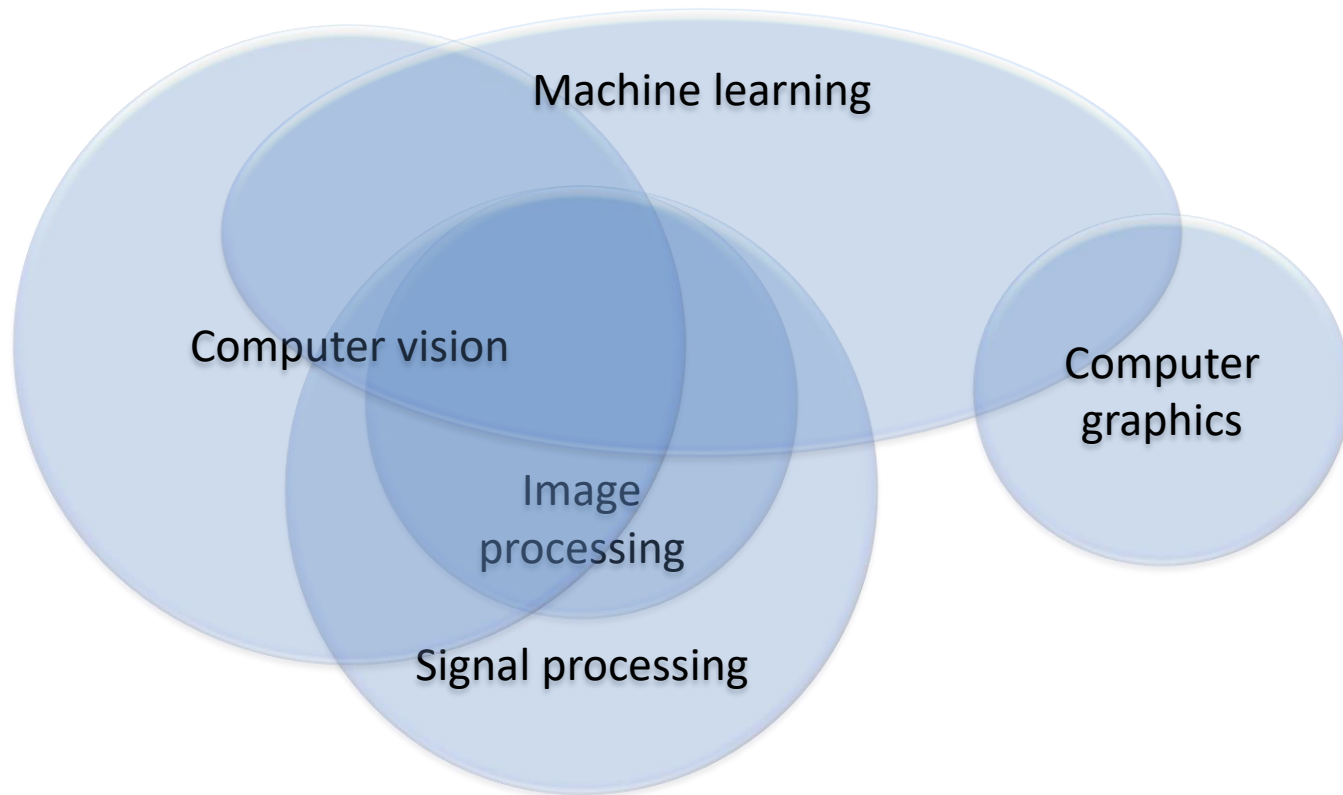 Machine learning
Computer vision
Computer
graphics
Image
processing
Signal processing